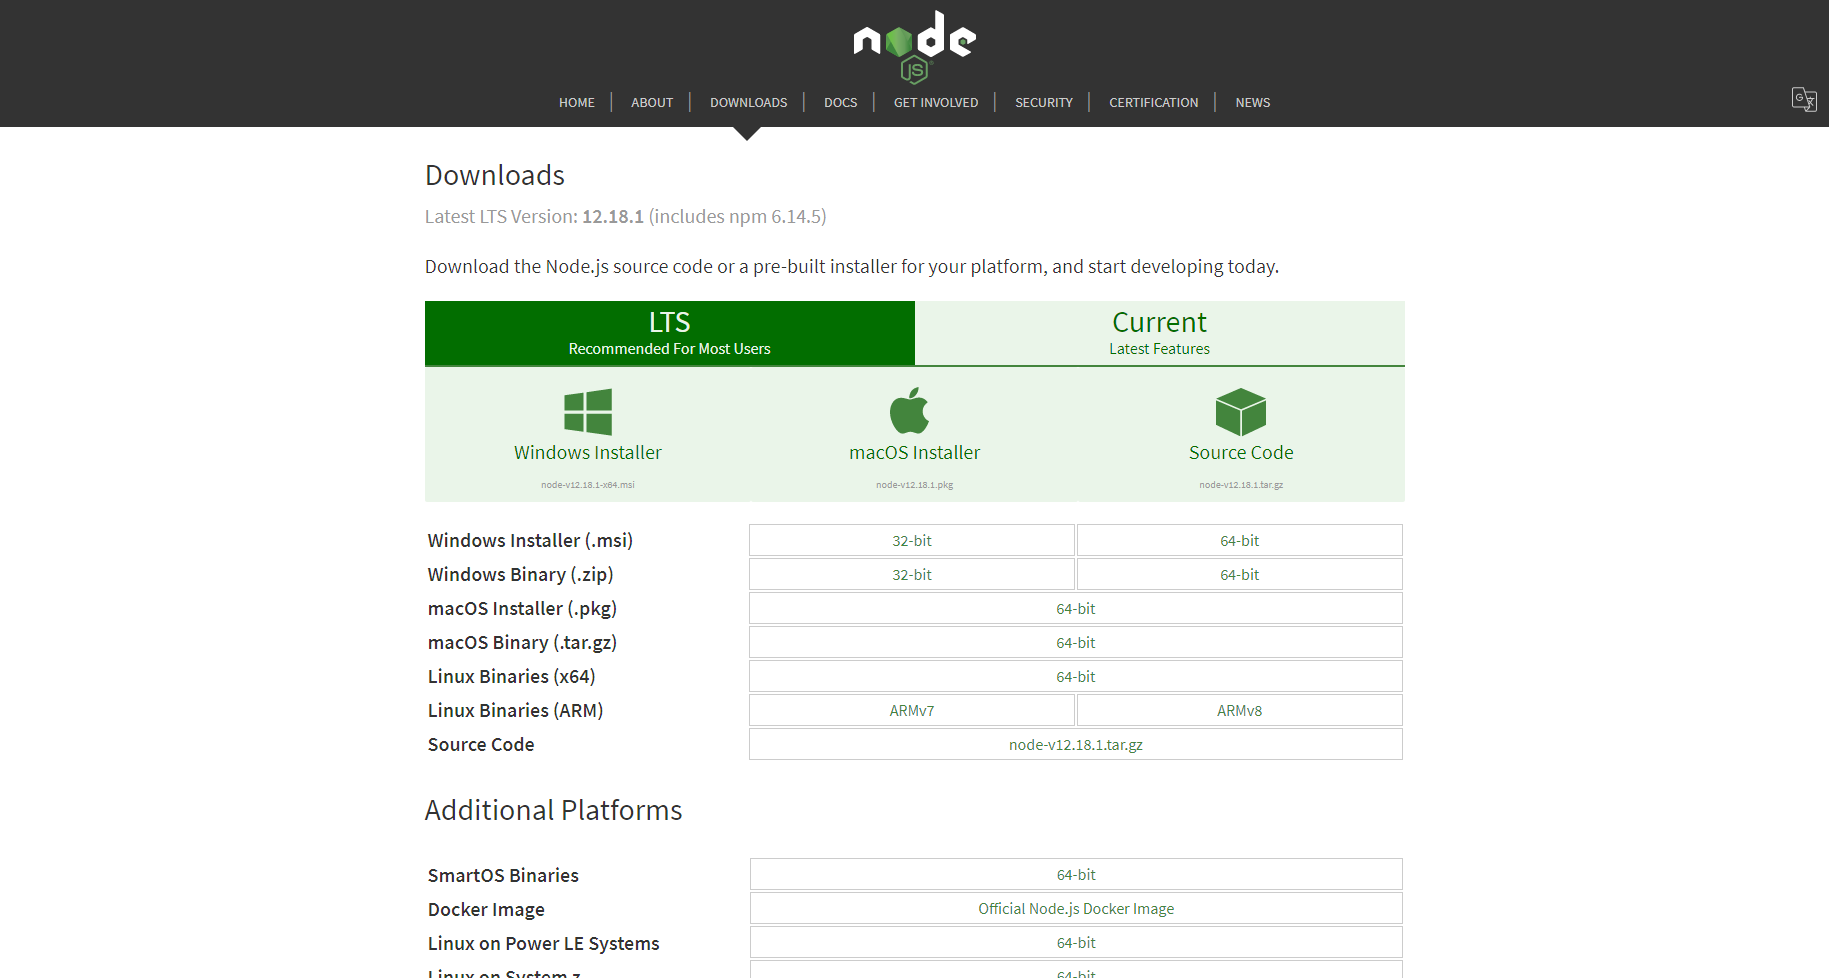 node
JS
HOME ABOUT DOWNLOADS DOCS GET INVOLVED SECURITY CERTIFICATION NEWS
Downloads
Latest LTS Version: 12.18.1 (includes npm 6.14.5)
Download the Node.js source code or a pre-built installer for your platform, and start developing today.
LTS
Recommended For Most Users
Current
Latest Features
Windows Installer
node-v12.18.1-x64.msi
macOS Installer
node-v12.18.1.pkg
Source Code
node-v12.18.1.tar.gz
Windows Installer (.msi) 32-bit 64-bit
Windows Binary (.zip) 32-bit 64-bit
macOS Installer (.pkg) 64-bit
macOS Binary (.tar.gz) 64-bit
Linux Binaries (x64) 64-bit
Linux Binaries (ARM) ARMv7 ARMv8
Source Code node-v12.18.1.tar.gz
Additional Platforms
SmartOS Binaries 64-bit
Docker Image Official Node.js Docker Image
Linux on Power LE Systems 64-bit
Linux on System z 64-bit